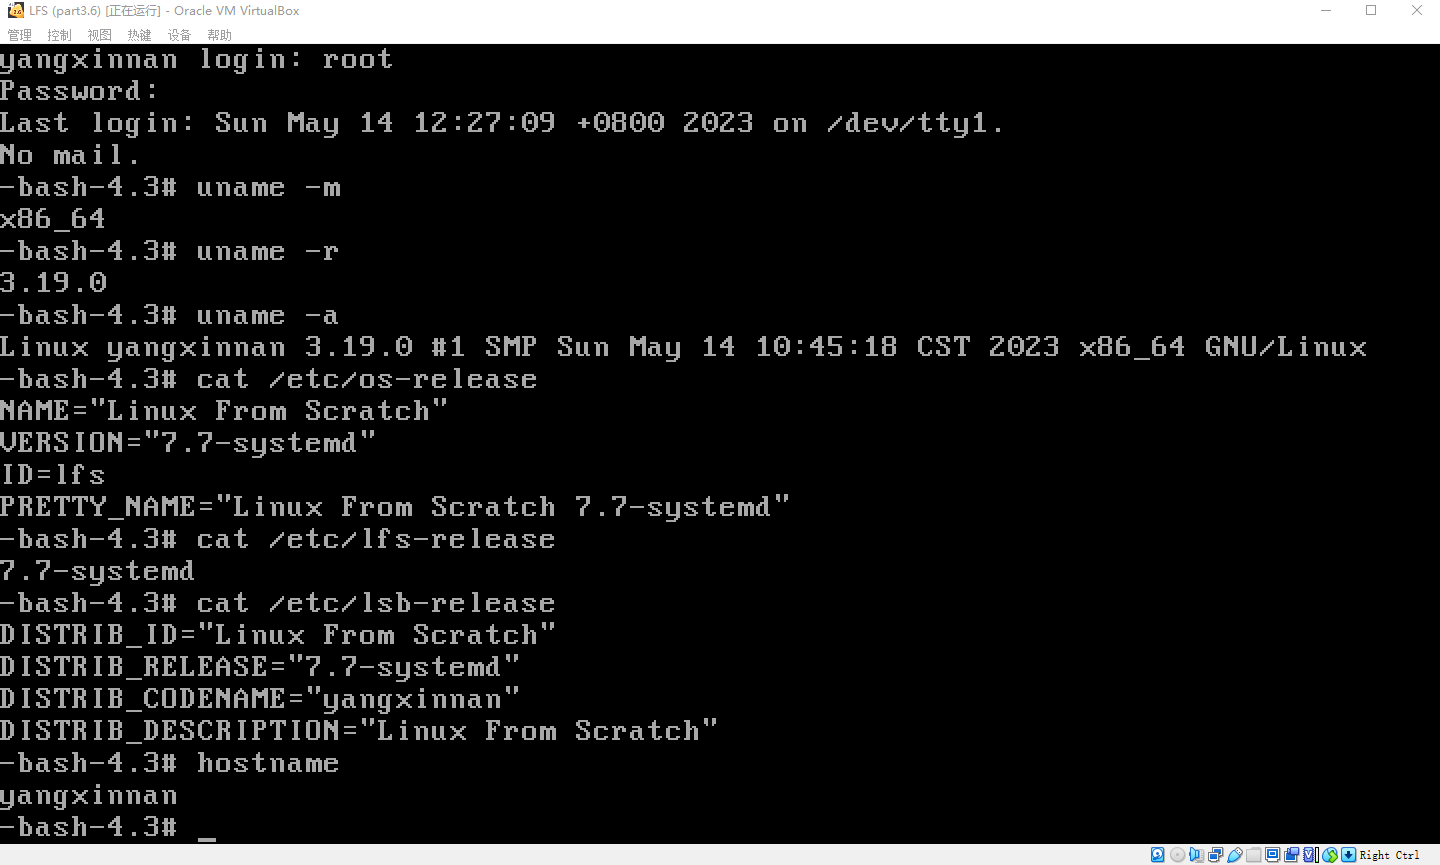 LFS (part3.6) [正在运行] - Oracle VM VirtualBox
管理 控制 视图 热键 设备 帮助
yangxinnan login: root
Password:
Last login: Sun May 14 12:27:09 +0800 2023 on /dev/tty1.
No mail.
-bash-4.3# uname -m
x86_64
-bash-4.3# uname -r
3.19.0
-bash-4.3# uname -a
Linux yangxinnan 3.19.0 #1 SMP Sun May 14 10:45:18 CST 2023 x86_64 GNU/Linux
-bash-4.3# cat /etc/os-release
NAME="Linux From Scratch"
VERSION="7.7-systemd"
ID=lfs
PRETTY_NAME="Linux From Scratch 7.7-systemd"
-bash-4.3# cat /etc/lfs-release
7.7-systemd
-bash-4.3# cat /etc/lsb-release
DISTRIB_ID="Linux From Scratch"
DISTRIB_RELEASE="7.7-systemd"
DISTRIB_CODENAME="yangxinnan"
DISTRIB_DESCRIPTION="Linux From Scratch"
-bash-4.3# hostname
yangxinnan
-bash-4.3# _
Right Ctrl